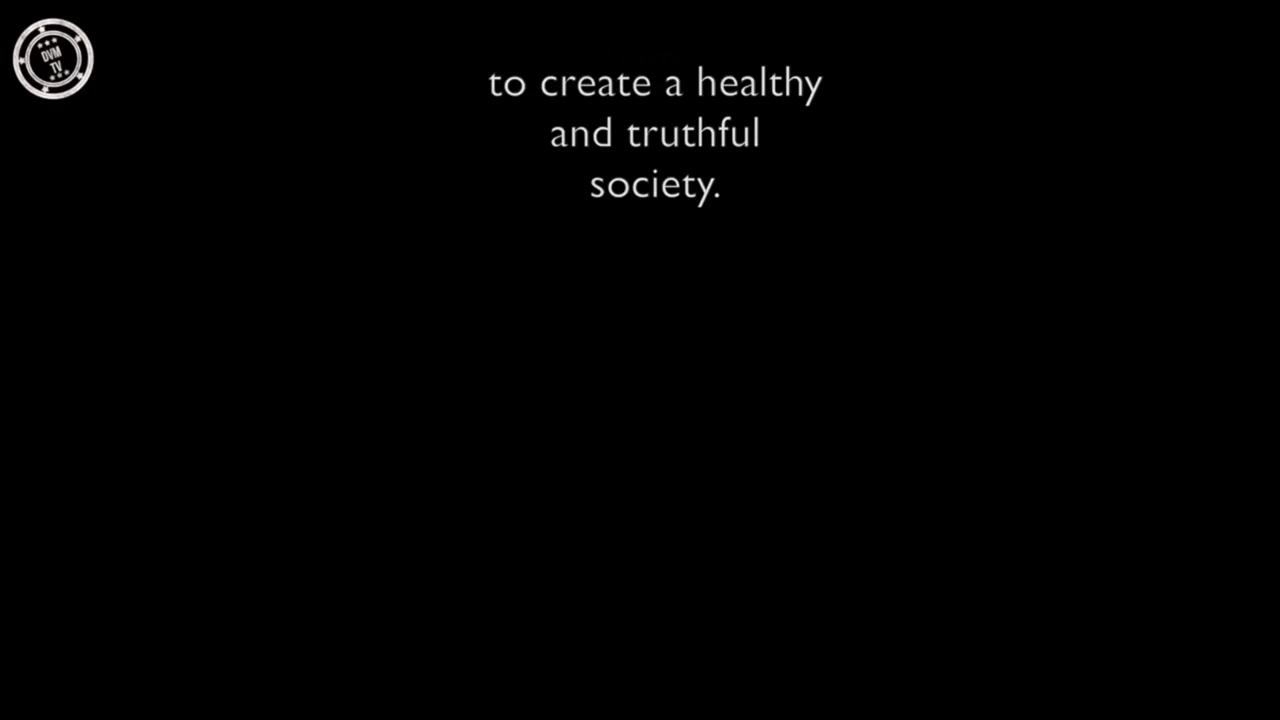 DVM
TV
to create a healthy
and truthful
society.